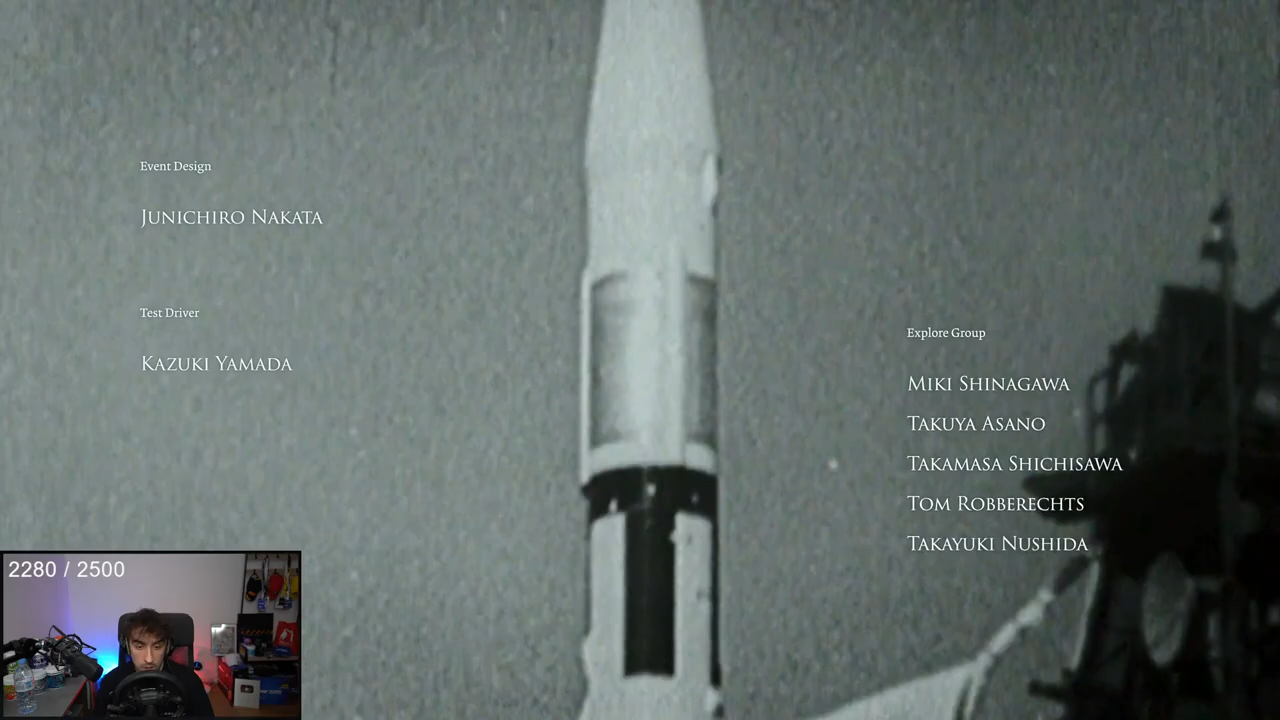 Event Design
JUNICHIRO NAKATA
Test Driver
KAZUKI YAMADA
Explore Group
MIKI SHINAGAWA
TAKUYA ASANO
TAKAMASA SHICHISAWA
TOM ROBBERECHTS
TAKAYUKI NUSHIDA
2280 / 2500